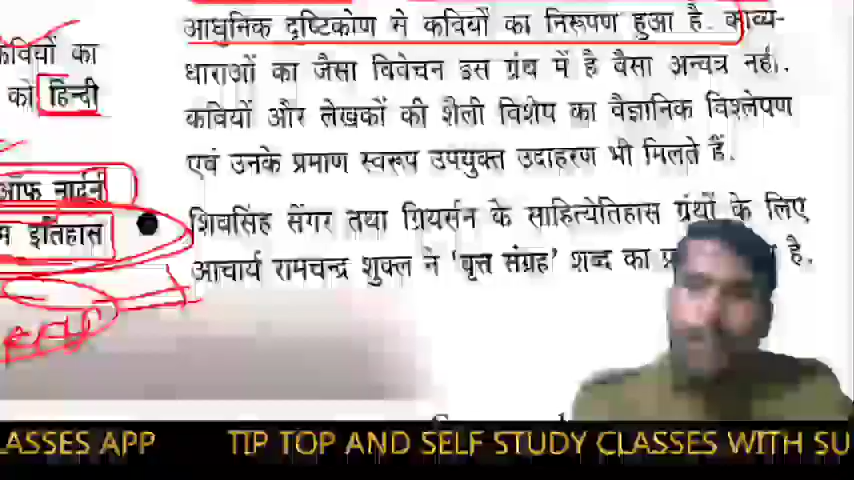 कवियों का
को हिन्दी
ऑफ नार्दर्न
इतिहास
आधुनिक दृष्टिकोण से कवियों का निरूपण हुआ है. काव्य-
धाराओं का जैसा विवेचन इस ग्रंथ में है वैसा अन्यत्र नहीं.
कवियों और लेखकों की शैली विशेष का वैज्ञानिक विश्लेषण
एवं उनके प्रमाण स्वरूप उपयुक्त उदाहरण भी मिलते हैं.
शिवसिंह सेंगर तथा ग्रियर्सन के साहित्येतिहास ग्रंथों के लिए
आचार्य रामचन्द्र शुक्ल ने 'वृत्त संग्रह' शब्द का है.
LASSES APP TIP TOP AND SELF STUDY CLASSES WITH SU